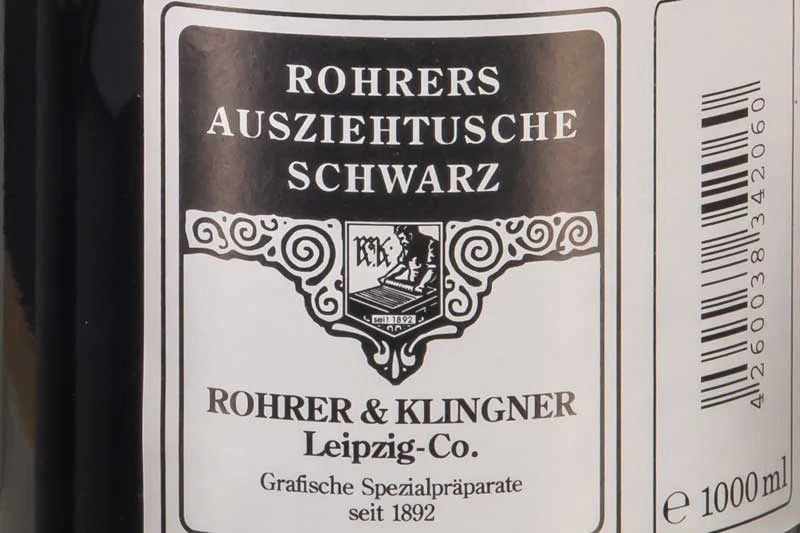 ROHRERS
AUSZIEHTUSCHE
SCHWARZ
R&K
seit 1892
ROHRER & KLINGNER
Leipzig-Co.
Grafische Spezialpräparate
seit 1892
4260038342060
℮ 1000 ml